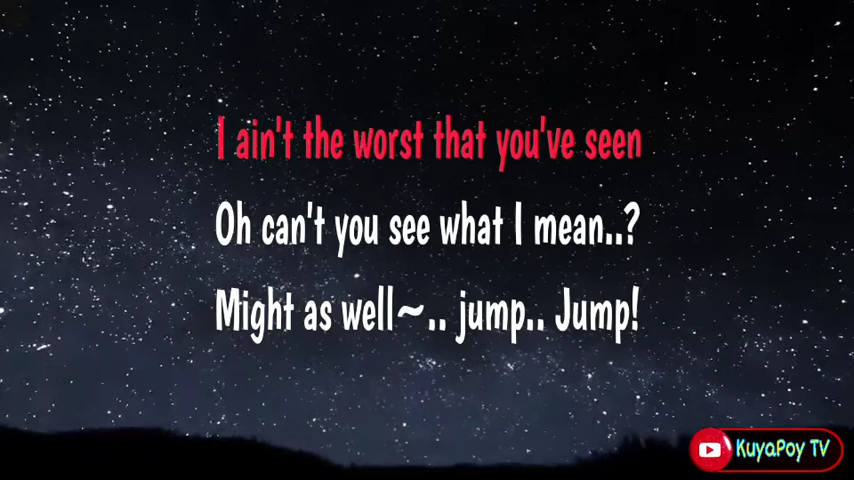 I ain't the worst that you've seen
Oh can't you see what I mean..?
Might as well~.. jump.. Jump!
KuyaPoy TV